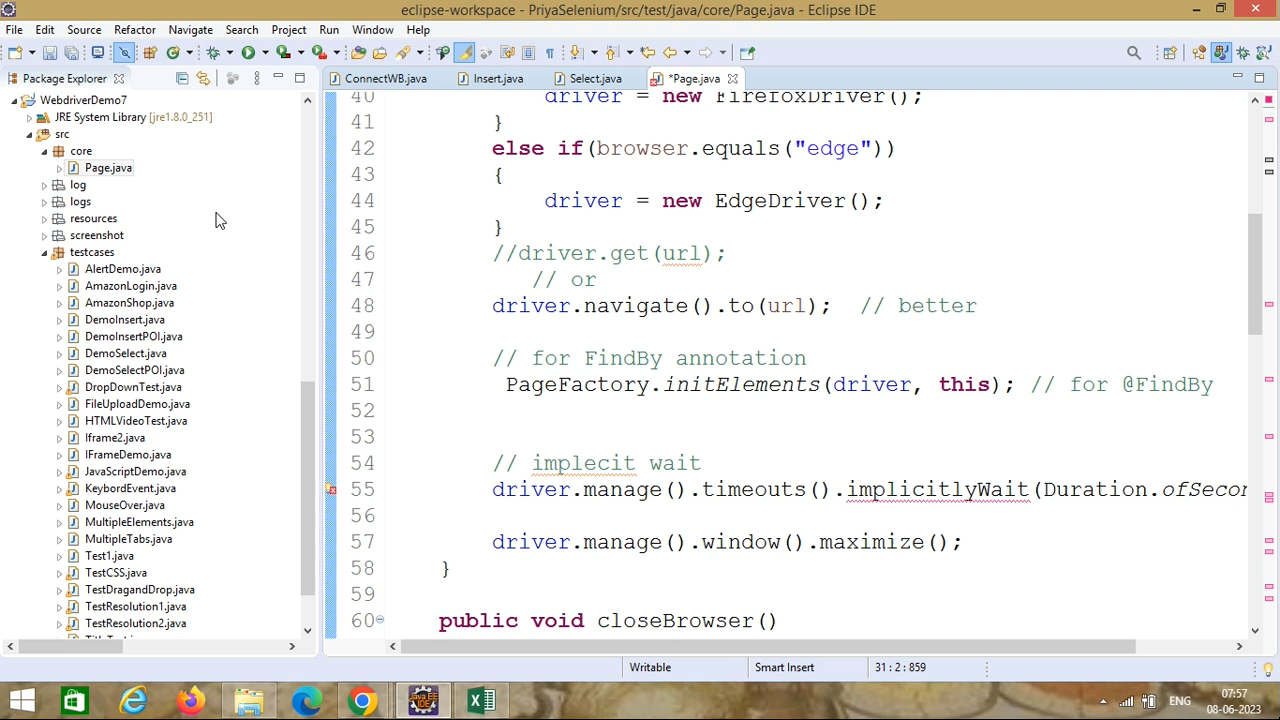 eclipse-workspace - PriyaSelenium/src/test/java/core/Page.java - Eclipse IDE
File Edit Source Refactor Navigate Search Project Run Window Help
Package Explorer
ConnectWB.java Insert.java Select.java *Page.java
WebdriverDemo7
JRE System Library [jre1.8.0_251]
src
core
Page.java
log
logs
resources
screenshot
testcases
AlertDemo.java
AmazonLogin.java
AmazonShop.java
DemoInsert.java
DemoInsertPOI.java
DemoSelect.java
DemoSelectPOI.java
DropDownTest.java
FileUploadDemo.java
HTMLVideoTest.java
Iframe2.java
IFrameDemo.java
JavaScriptDemo.java
KeybordEvent.java
MouseOver.java
MultipleElements.java
MultipleTabs.java
Test1.java
TestCSS.java
TestDragandDrop.java
TestResolution1.java
TestResolution2.java
40 driver = new FirefoxDriver();
41 }
42 else if(browser.equals("edge"))
43 {
44 driver = new EdgeDriver();
45 }
46 //driver.get(url);
47 // or
48 driver.navigate().to(url); // better
49
50 // for FindBy annotation
51 PageFactory.initElements(driver, this); // for @FindBy
52
53
54 // implecit wait
55 driver.manage().timeouts().implicitlyWait(Duration.ofSecon
56
57 driver.manage().window().maximize();
58 }
59
60 public void closeBrowser()
Writable Smart Insert 31 : 2 : 859
Java EE IDE
ENG
07:57
08-06-2023